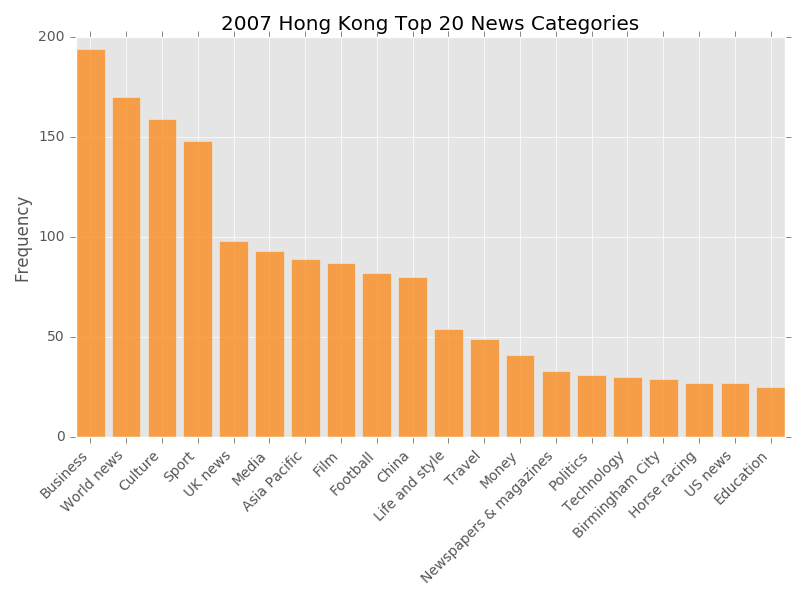 2007 Hong Kong Top 20 News Categories
Frequency
200
150
100
50
0
Business
World news
Culture
Sport
UK news
Media
Asia Pacific
Film
Football
China
Life and style
Travel
Money
Newspapers & magazines
Politics
Technology
Birmingham City
Horse racing
US news
Education